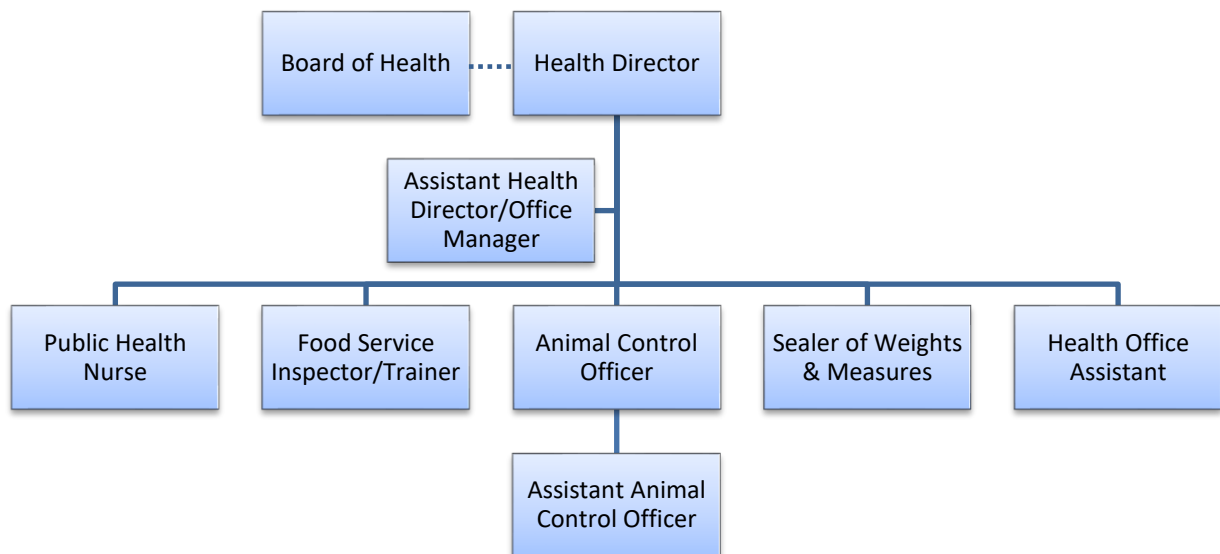 Board of Health
Health Director
Assistant Health
Director/Office
Manager
Public Health
Nurse
Food Service
Inspector/Trainer
Animal Control
Officer
Sealer of Weights
& Measures
Health Office
Assistant
Assistant Animal
Control Officer